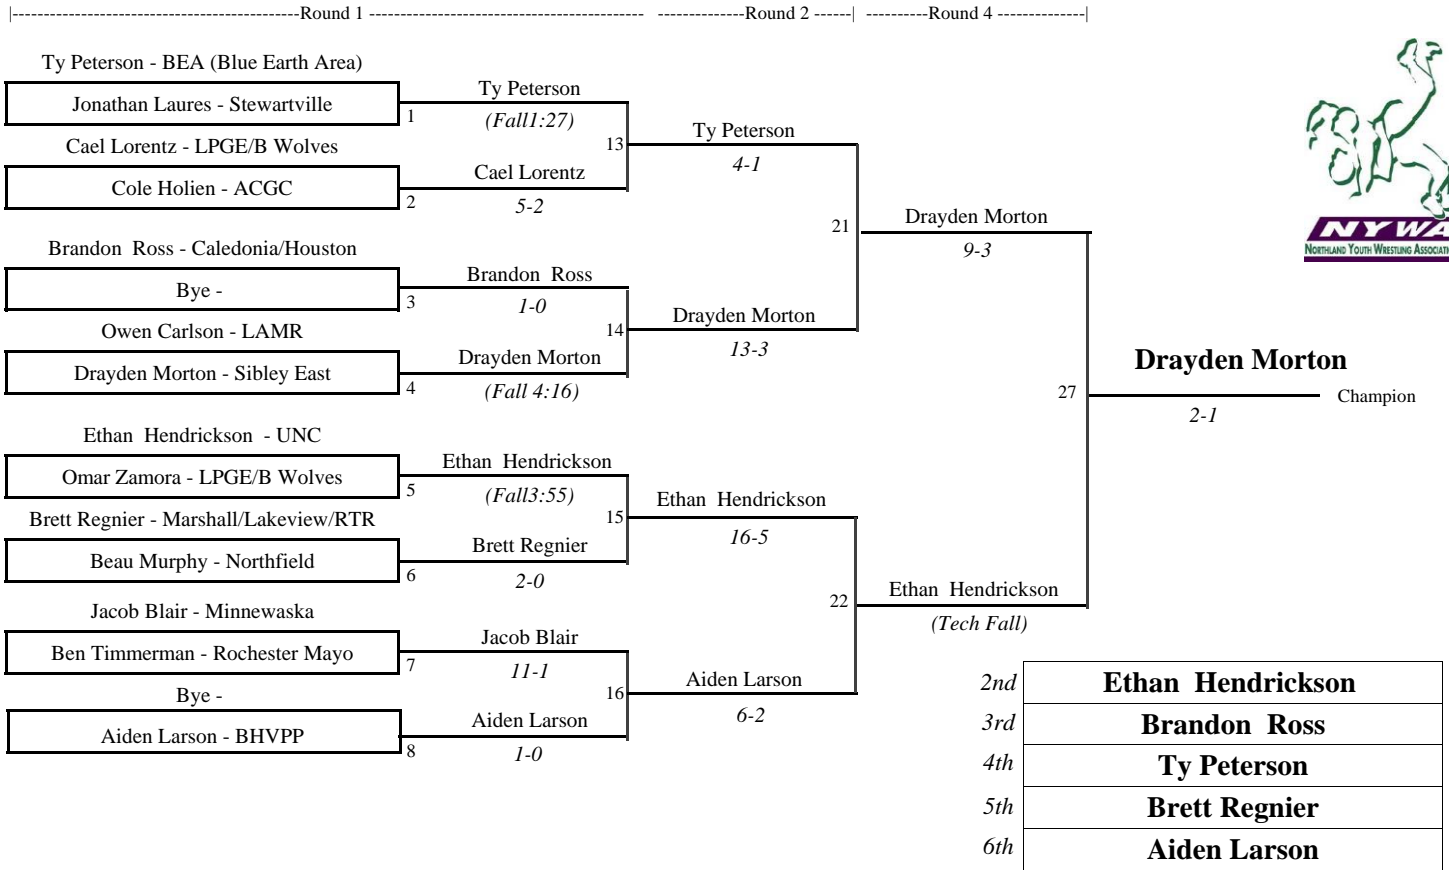 |-----------------------------------------------Round 1 --------------------------------------------- --------------Round 2 ------| ----------Round 4 --------------|
Ty Peterson - BEA (Blue Earth Area)
Jonathan Laures - Stewartville
1
Ty Peterson
(Fall1:27)
Cael Lorentz - LPGE/B Wolves
Cole Holien - ACGC
2
Cael Lorentz
5-2
13
Ty Peterson
4-1
Brandon Ross - Caledonia/Houston
Bye -
3
Brandon Ross
1-0
Owen Carlson - LAMR
Drayden Morton - Sibley East
4
Drayden Morton
(Fall 4:16)
14
Drayden Morton
13-3
21
Drayden Morton
9-3
Ethan Hendrickson - UNC
Omar Zamora - LPGE/B Wolves
5
Ethan Hendrickson
(Fall3:55)
Brett Regnier - Marshall/Lakeview/RTR
Beau Murphy - Northfield
6
Brett Regnier
2-0
15
Ethan Hendrickson
16-5
Jacob Blair - Minnewaska
Ben Timmerman - Rochester Mayo
7
Jacob Blair
11-1
Bye -
Aiden Larson - BHVPP
8
Aiden Larson
1-0
16
Aiden Larson
6-2
22
Ethan Hendrickson
(Tech Fall)
27
Drayden Morton
Champion
2-1
NYWA
NORTHLAND YOUTH WRESTLING ASSOCIATI
2nd Ethan Hendrickson
3rd Brandon Ross
4th Ty Peterson
5th Brett Regnier
6th Aiden Larson